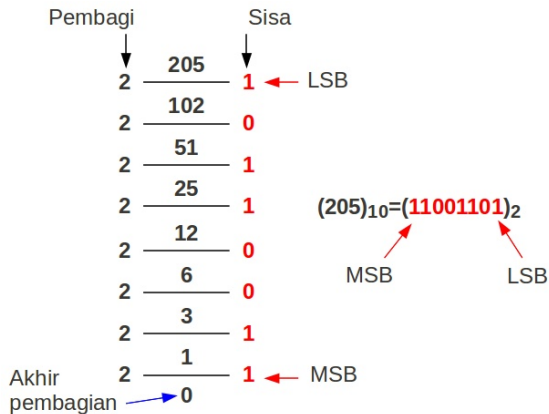 Pembagi Sisa
205
2 1 LSB
102
2 0
51
2 1
25
2 1
(205)10=(11001101)2
12
2 0
MSB LSB
6
2 0
3
2 1
1
2 1 MSB
Akhir
pembagian 0